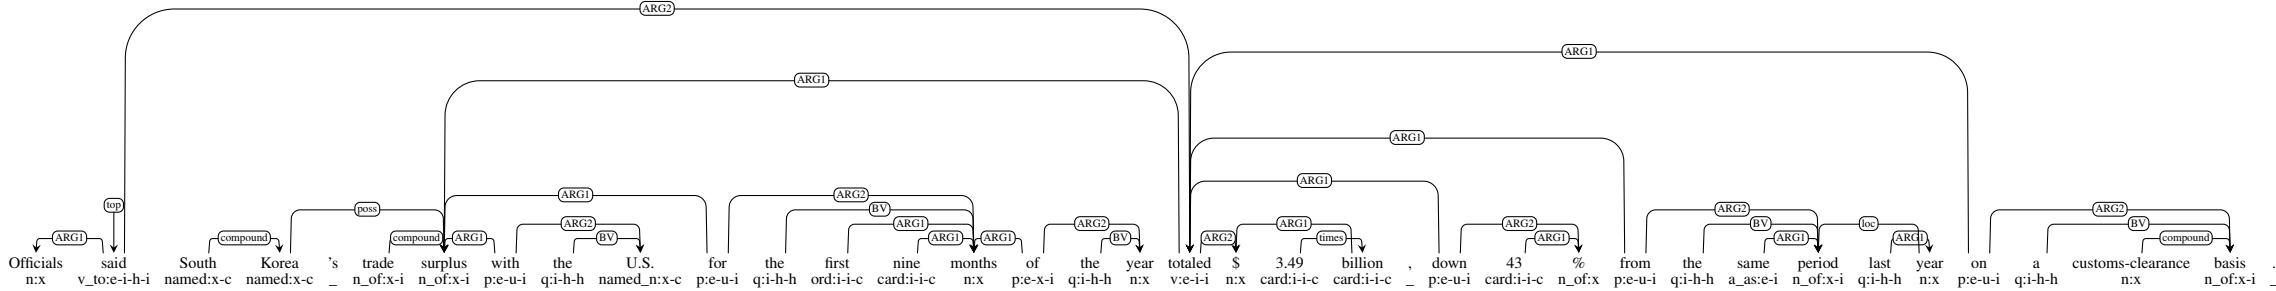 ARG2
ARG1
ARG1
ARG1
ARG1
top ARG1 ARG2
poss BV ARG2
ARG2 ARG1 ARG2 ARG1 ARG2 BV loc BV
ARG1 compound compound ARG1 BV ARG1 ARG1 BV ARG2 times ARG1 ARG1 ARG1 compound
Officials said South Korea 's trade surplus with the U.S. for the first nine months of the year totaled $ 3.49 billion , down 43 % from the same period last year on a customs-clearance basis .
n:x v_to:e-i-h-i named:x-c named:x-c _ n_of:x-i n_of:x-i p:e-u-i q:i-h-h named_n:x-c p:e-u-i q:i-h-h ord:i-i-c card:i-i-c n:x p:e-x-i q:i-h-h n:x v:e-i-i n:x card:i-i-c card:i-i-c _ p:e-u-i card:i-i-c n_of:x p:e-u-i q:i-h-h a_as:e-i n_of:x-i q:i-h-h n:x p:e-u-i q:i-h-h n:x n_of:x-i _